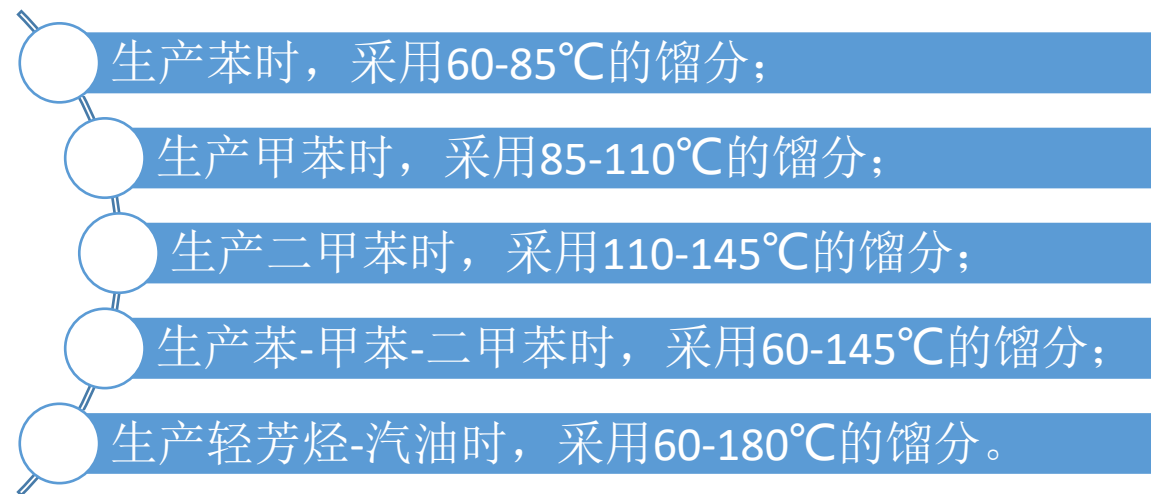 生产苯时，采用60-85℃的馏分；
生产甲苯时，采用85-110℃的馏分；
生产二甲苯时，采用110-145℃的馏分；
生产苯-甲苯-二甲苯时，采用60-145℃的馏分；
生产轻芳烃-汽油时，采用60-180℃的馏分。